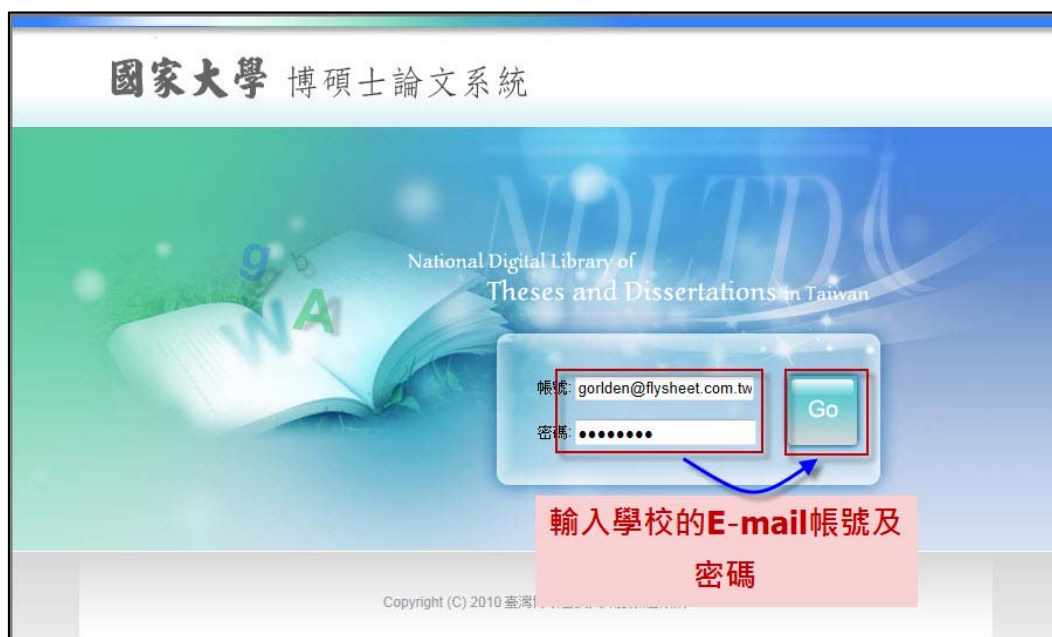 國家大學 博碩士論文系統
NDLTD
National Digital Library of
Theses and Dissertations in Taiwan
g b
W A
帳號: gorlden@flysheet.com.tw
密碼: ●●●●●●●●
Go
輸入學校的E-mail帳號及
密碼
Copyright (C) 2010 臺灣